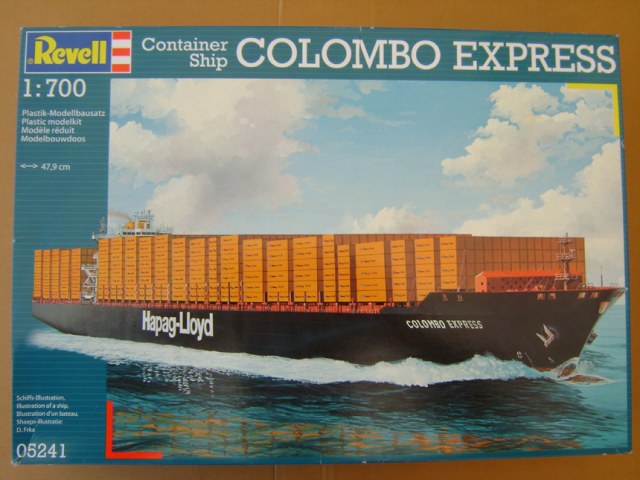 Revell
Container Ship COLOMBO EXPRESS
1:700
Plastik-Modellbausatz
Plastic modelkit
Modèle réduit
Modelbouwdoos
47,9 cm
Hapag-Lloyd
COLOMBO EXPRESS
Schiffs-Illustration,
Illustration of a ship,
Illustration d'un bateau,
Scheeps-illustratie:
D. Frka
05241